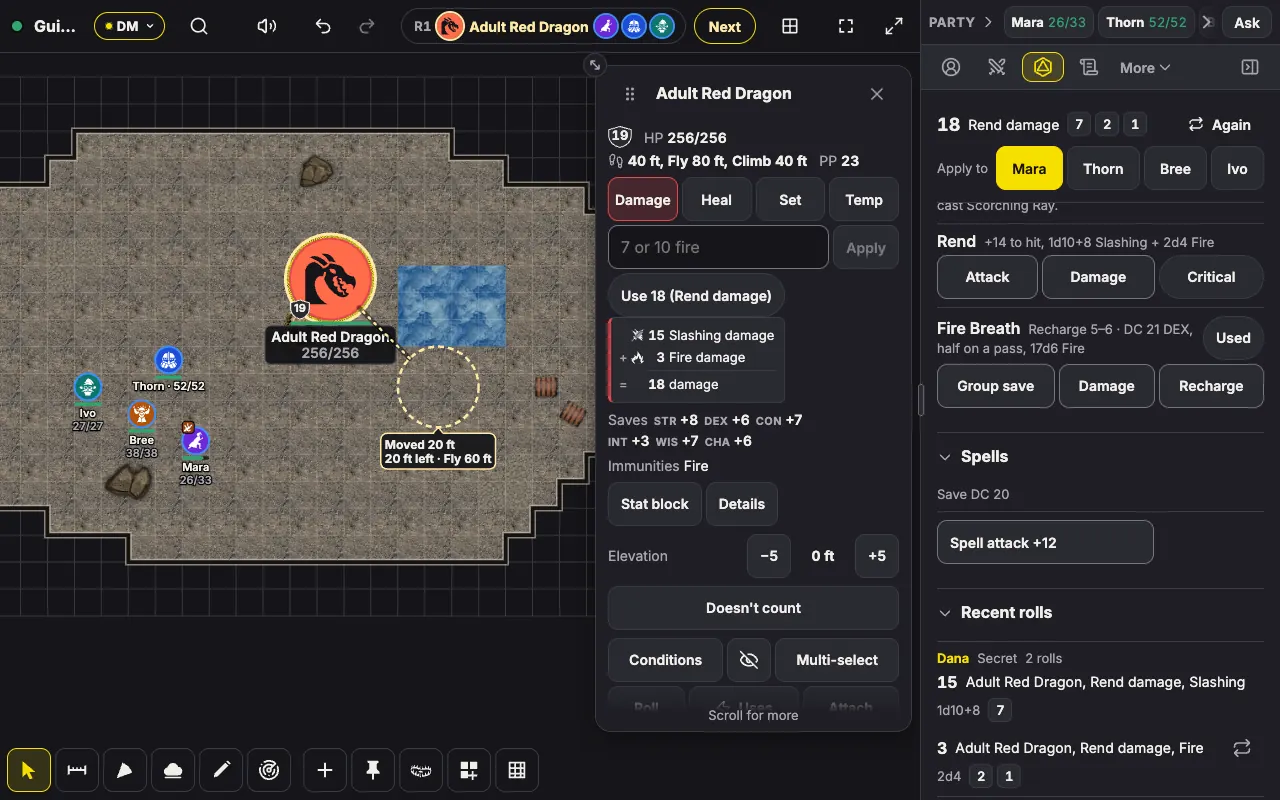 Gui...
DM
R1 Adult Red Dragon
Next
PARTY
Mara 26/33
Thorn 52/52
Ask
More
Adult Red Dragon
19 HP 256/256
40 ft, Fly 80 ft, Climb 40 ft PP 23
Damage
Heal
Set
Temp
7 or 10 fire
Apply
Use 18 (Rend damage)
15 Slashing damage
+ 3 Fire damage
= 18 damage
Saves STR +8 DEX +6 CON +7
INT +3 WIS +7 CHA +6
Immunities Fire
Stat block
Details
Elevation
−5
0 ft
+5
Doesn't count
Conditions
Multi-select
Roll
Uses
Attach
Scroll for more
19
Adult Red Dragon
256/256
Moved 20 ft
20 ft left · Fly 60 ft
Thorn · 52/52
Ivo
27/27
Bree
38/38
Mara
26/33
18 Rend damage 7 2 1
Again
Apply to
Mara
Thorn
Bree
Ivo
cast Scorching Ray.
Rend +14 to hit, 1d10+8 Slashing + 2d4 Fire
Attack
Damage
Critical
Fire Breath Recharge 5–6 · DC 21 DEX,
half on a pass, 17d6 Fire
Used
Group save
Damage
Recharge
Spells
Save DC 20
Spell attack +12
Recent rolls
Dana Secret 2 rolls
15 Adult Red Dragon, Rend damage, Slashing
1d10+8 7
3 Adult Red Dragon, Rend damage, Fire
2d4 2 1